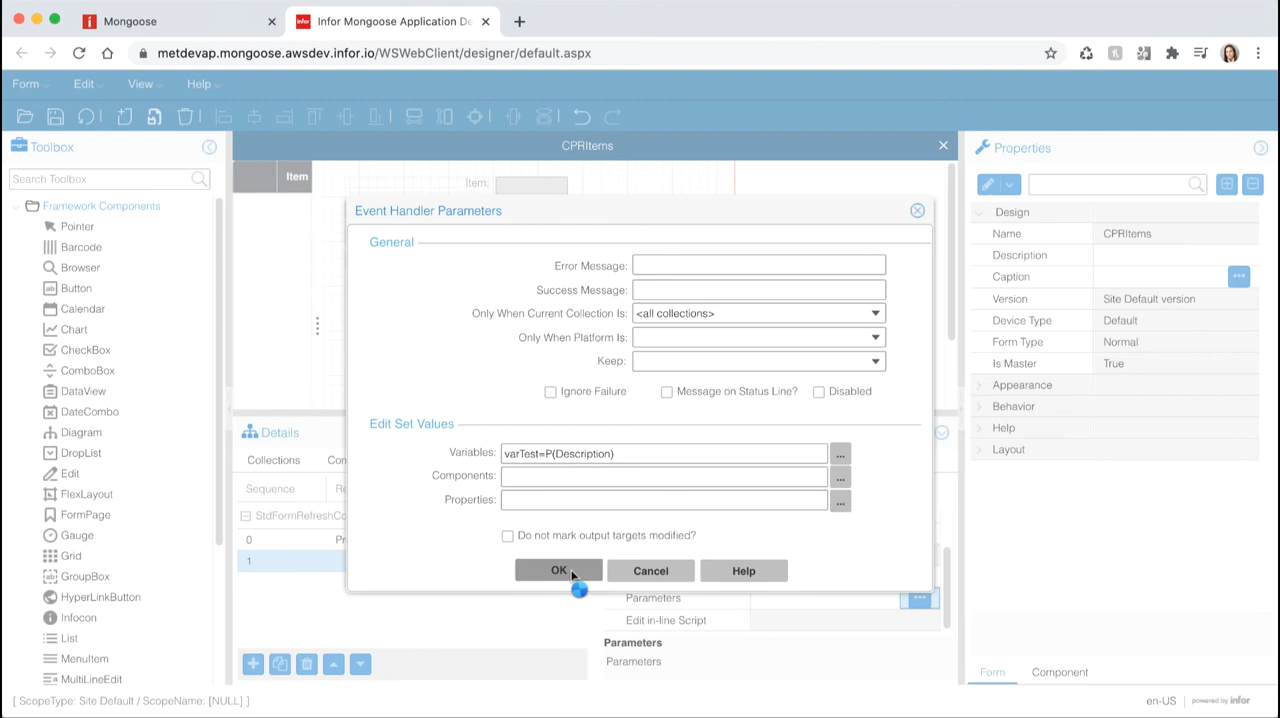 Mongoose
Infor Mongoose Application De
metdevap.mongoose.awsdev.infor.io/WSWebClient/designer/default.aspx
Form Edit View Help
Toolbox
Search Toolbox
Framework Components
Pointer
Barcode
Browser
Button
Calendar
Chart
CheckBox
ComboBox
DataView
DateCombo
Diagram
DropList
Edit
FlexLayout
FormPage
Gauge
Grid
GroupBox
HyperLinkButton
Infocon
List
MenuItem
MultiLineEdit
CPRItems
Item
Item:
Event Handler Parameters
General
Error Message:
Success Message:
Only When Current Collection Is: <all collections>
Only When Platform Is:
Keep:
Ignore Failure Message on Status Line? Disabled
Edit Set Values
Variables: varTest=P(Description) ...
Components: ...
Properties: ...
Do not mark output targets modified?
OK Cancel Help
Details
Collections
Sequence
StdFormRefreshCo
0 Pr
1
Parameters
Edit in-line Script
Parameters
Parameters
Properties
Design
Name CPRItems
Description
Caption
Version Site Default version
Device Type Default
Form Type Normal
Is Master True
Appearance
Behavior
Help
Layout
Form Component
[ ScopeType: Site Default / ScopeName: [NULL] ]
en-US powered by infor